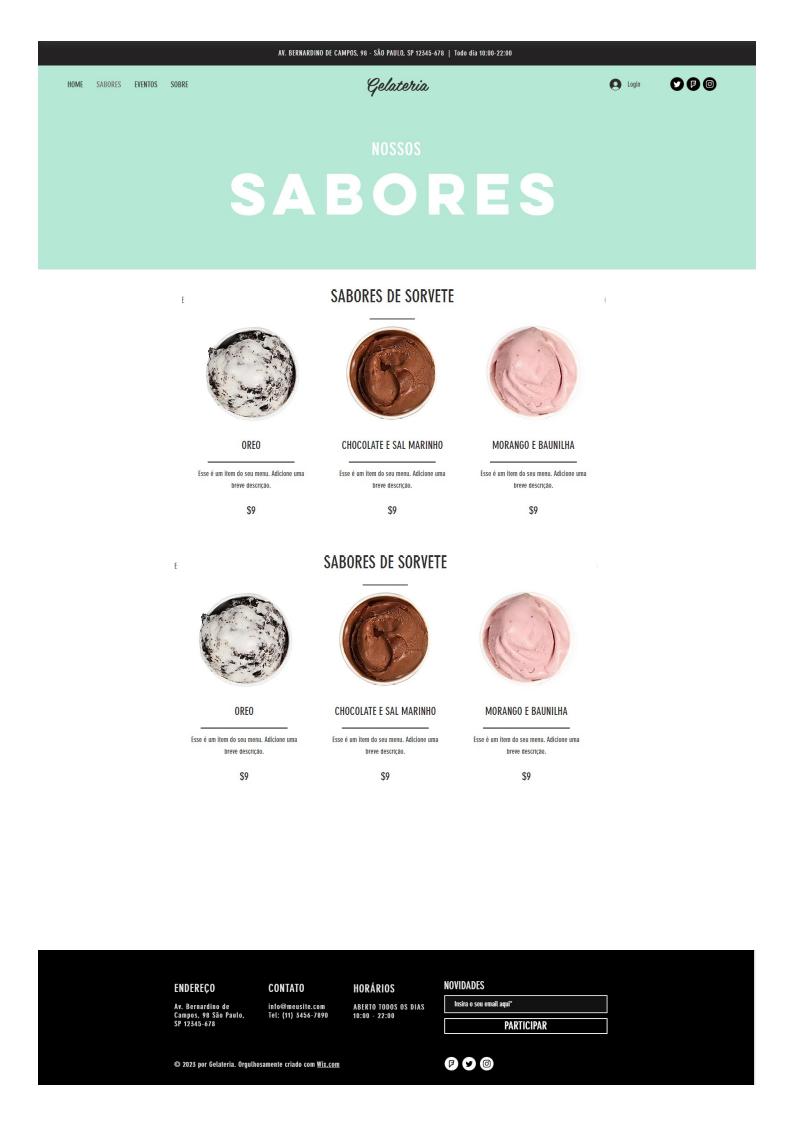 AV. BERNARDINO DE CAMPOS, 98 - SÃO PAULO, SP 12345-678 | Todo dia 10:00-22:00
HOME SABORES EVENTOS SOBRE
Gelateria
Login
NOSSOS
SABORES
E
SABORES DE SORVETE
OREO
Esse é um item do seu menu. Adicione uma
breve descrição.
$9
CHOCOLATE E SAL MARINHO
Esse é um item do seu menu. Adicione uma
breve descrição.
$9
MORANGO E BAUNILHA
Esse é um item do seu menu. Adicione uma
breve descrição.
$9
E
SABORES DE SORVETE
OREO
Esse é um item do seu menu. Adicione uma
breve descrição.
$9
CHOCOLATE E SAL MARINHO
Esse é um item do seu menu. Adicione uma
breve descrição.
$9
MORANGO E BAUNILHA
Esse é um item do seu menu. Adicione uma
breve descrição.
$9
ENDEREÇO
Av. Bernardino de
Campos, 98 São Paulo,
SP 12345-678
CONTATO
info@meusite.com
Tel: (11) 3456-7890
HORÁRIOS
ABERTO TODOS OS DIAS
10:00 - 22:00
NOVIDADES
Insira o seu email aqui*
PARTICIPAR
© 2023 por Gelateria. Orgulhosamente criado com Wix.com